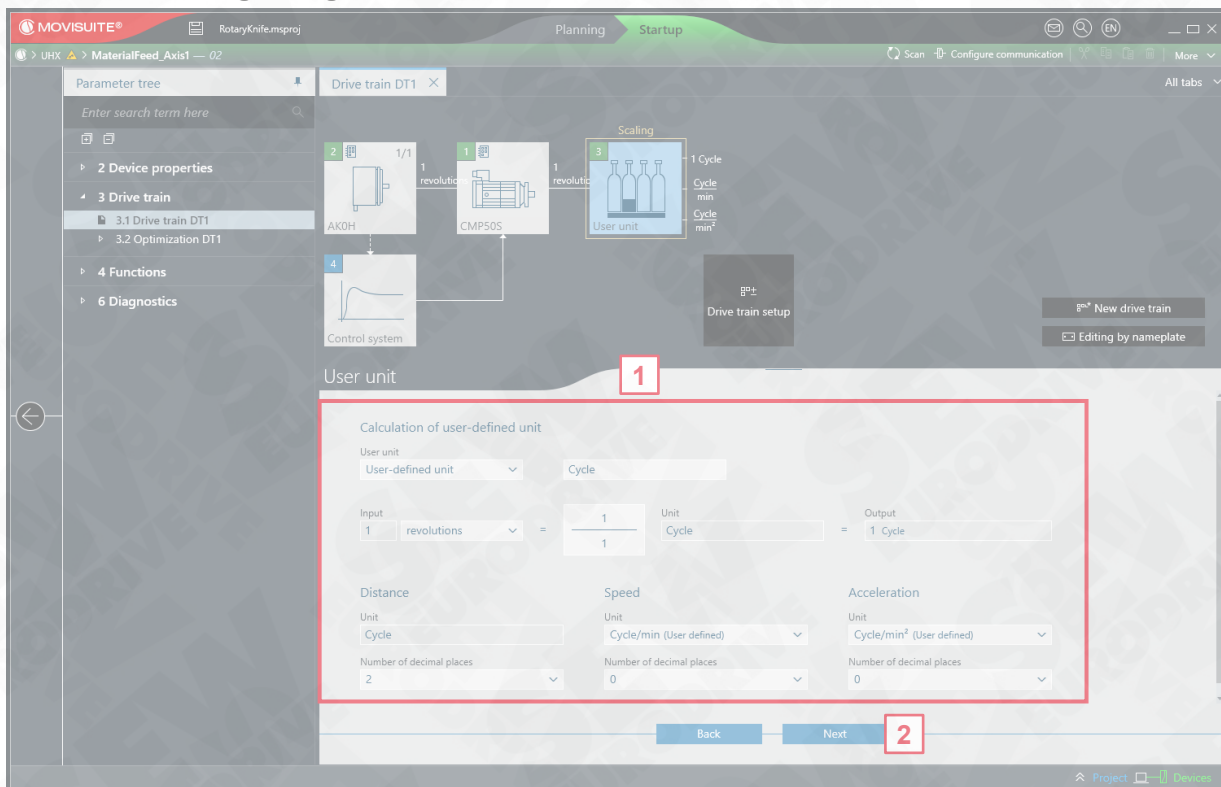 MOVISUITE®
RotaryKnife.msproj
Planning
Startup
EN
> UHX > MaterialFeed_Axis1 — 02
Scan
Configure communication
More
Parameter tree
Drive train DT1
All tabs
Enter search term here
2 Device properties
3 Drive train
3.1 Drive train DT1
3.2 Optimization DT1
4 Functions
6 Diagnostics
Scaling
2
1/1
AK0H
1
revolutic
1
CMP50S
1
revolutic
3
User unit
1 Cycle
Cycle
min
Cycle
min²
4
Control system
Drive train setup
New drive train
Editing by nameplate
User unit
1
Calculation of user-defined unit
User unit
User-defined unit
Cycle
Input
1 revolutions
=
1
1
Unit
Cycle
=
Output
1 Cycle
Distance
Speed
Acceleration
Unit
Unit
Unit
Cycle
Cycle/min (User defined)
Cycle/min² (User defined)
Number of decimal places
Number of decimal places
Number of decimal places
2
0
0
Back
Next
2
Project
Devices